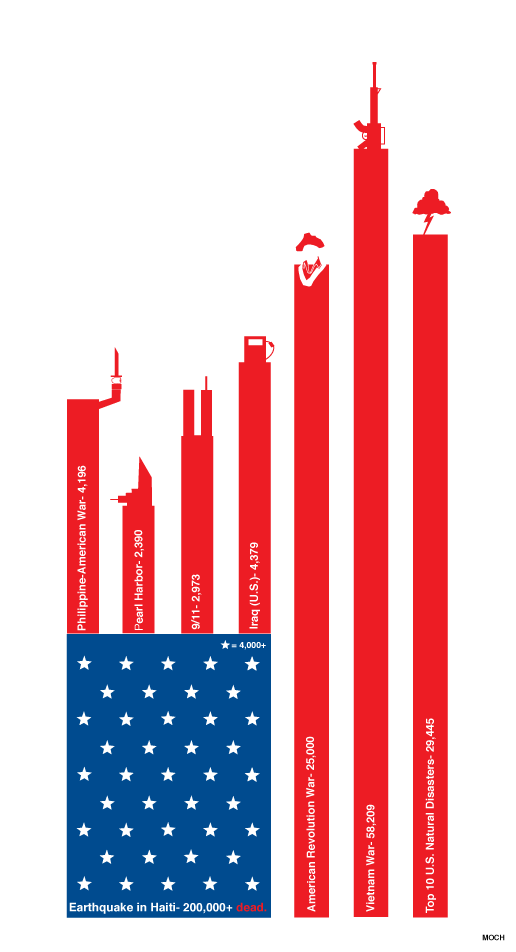 Philippine-American War- 4,196
Pearl Harbor- 2,390
9/11- 2,973
Iraq (U.S.)- 4,379
American Revolution War- 25,000
Vietnam War- 58,209
Top 10 U.S. Natural Disasters- 29,445
★= 4,000+
Earthquake in Haiti- 200,000+ dead.
MOCH